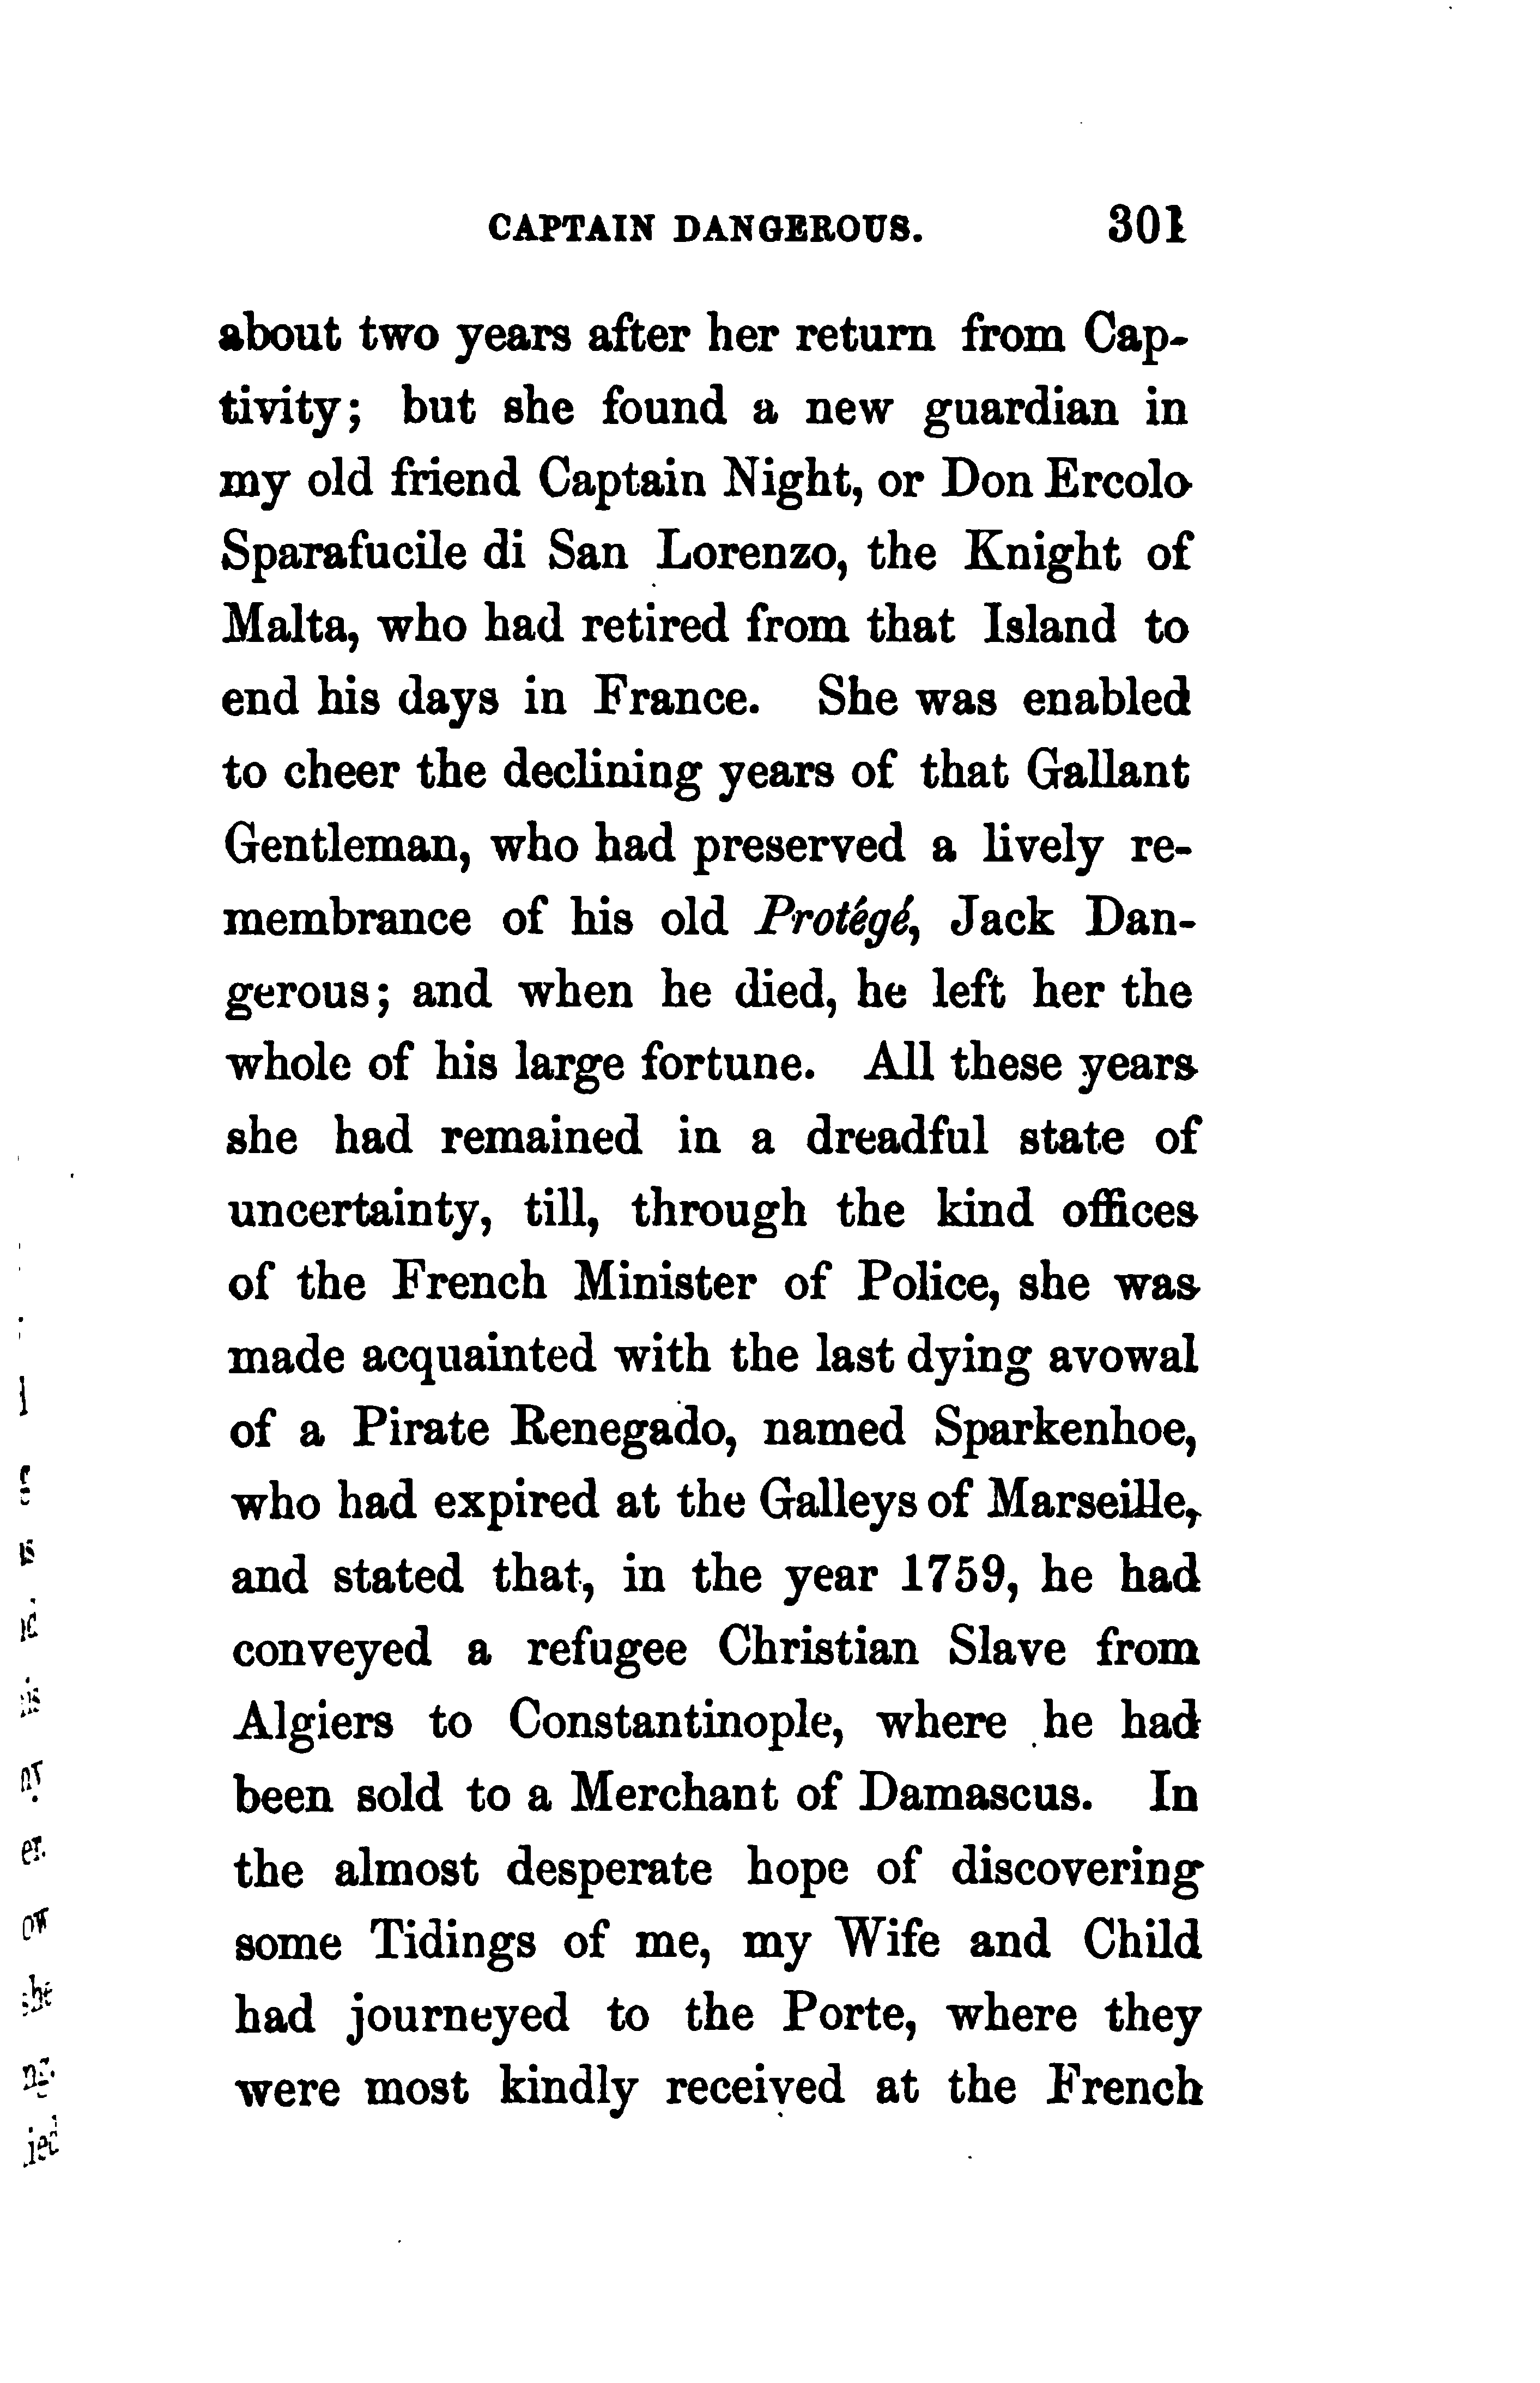 CAPTAIN DANGEROUS. 301
about two years after her return from Cap-
tivity; but she found a new guardian in
my old friend Captain Night, or Don Ercolo
Sparafucile di San Lorenzo, the Knight of
Malta, who had retired from that Island to
end his days in France. She was enabled
to cheer the declining years of that Gallant
Gentleman, who had preserved a lively re-
membrance of his old Protégé, Jack Dan-
gerous; and when he died, he left her the
whole of his large fortune. All these years
she had remained in a dreadful state of
uncertainty, till, through the kind offices
of the French Minister of Police, she was
made acquainted with the last dying avowal
of a Pirate Renegado, named Sparkenhoe,
who had expired at the Galleys of Marseille,
and stated that, in the year 1759, he had
conveyed a refugee Christian Slave from
Algiers to Constantinople, where he had
been sold to a Merchant of Damascus. In
the almost desperate hope of discovering
some Tidings of me, my Wife and Child
had journeyed to the Porte, where they
were most kindly received at the French